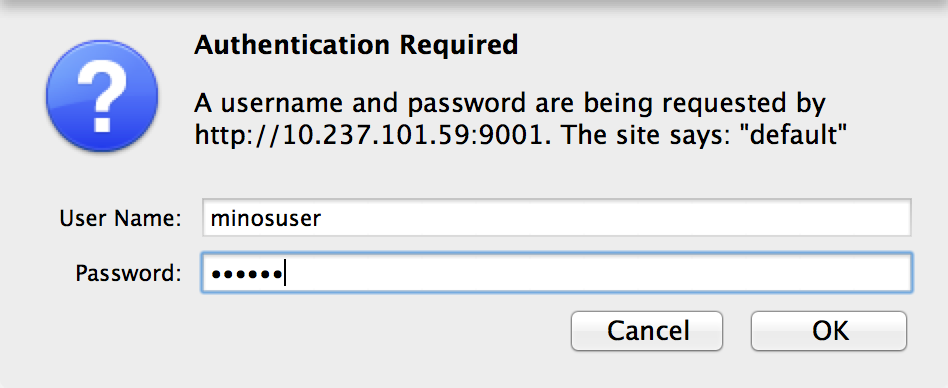 Authentication Required
A username and password are being requested by
http://10.237.101.59:9001. The site says: "default"
User Name: minosuser
Password: ••••••
Cancel OK